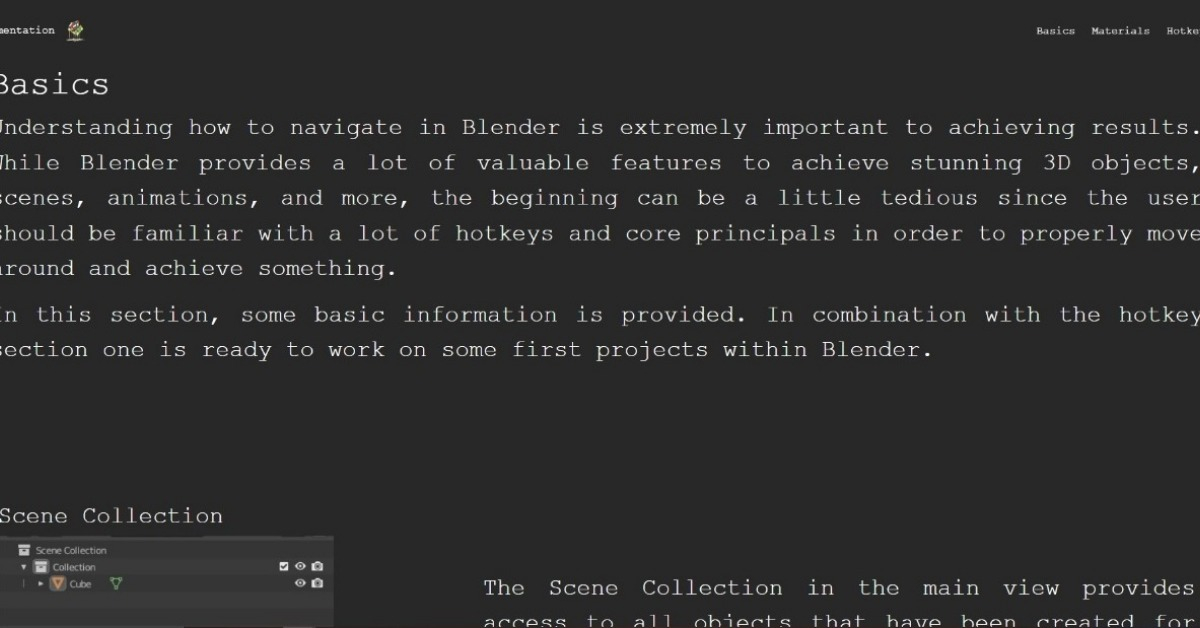 mentation
Basics Materials Hotke
Basics
Understanding how to navigate in Blender is extremely important to achieving results.
While Blender provides a lot of valuable features to achieve stunning 3D objects,
scenes, animations, and more, the beginning can be a little tedious since the user
should be familiar with a lot of hotkeys and core principals in order to properly move
around and achieve something.
In this section, some basic information is provided. In combination with the hotkey
section one is ready to work on some first projects within Blender.
Scene Collection
Scene Collection
Collection
Cube
The Scene Collection in the main view provides
access to all objects that have been created for